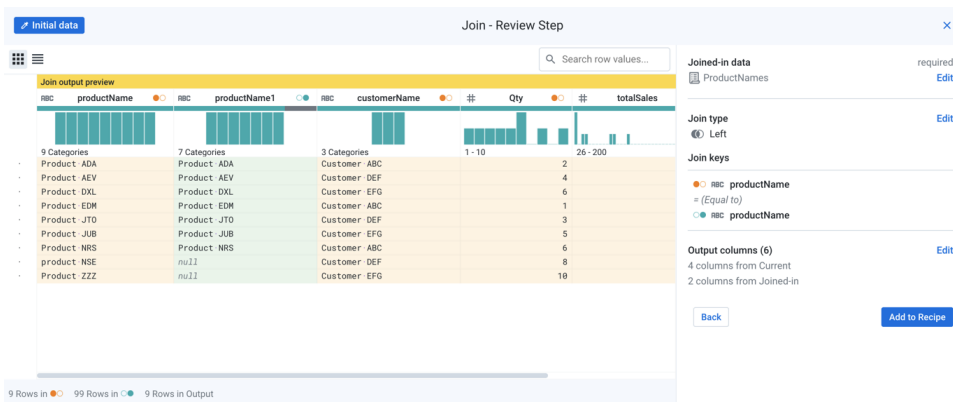 Initial data
Join - Review Step
Search row values...
Join output preview
ABC productName ABC productName1 ABC customerName # Qty # totalSales
9 Categories 7 Categories 3 Categories 1 - 10 26 - 200
Product ADA Product ADA Customer ABC 2
Product AEV Product AEV Customer DEF 4
Product DXL Product DXL Customer EFG 6
Product EDM Product EDM Customer ABC 1
Product JTO Product JTO Customer DEF 3
Product JUB Product JUB Customer EFG 5
Product NRS Product NRS Customer ABC 6
product NSE null Customer DEF 8
Product ZZZ null Customer EFG 10
9 Rows in 99 Rows in 9 Rows in Output
Joined-in data required
ProductNames Edit
Join type Edit
Left
Join keys
ABC productName
= (Equal to)
ABC productName
Output columns (6) Edit
4 columns from Current
2 columns from Joined-in
Back Add to Recipe